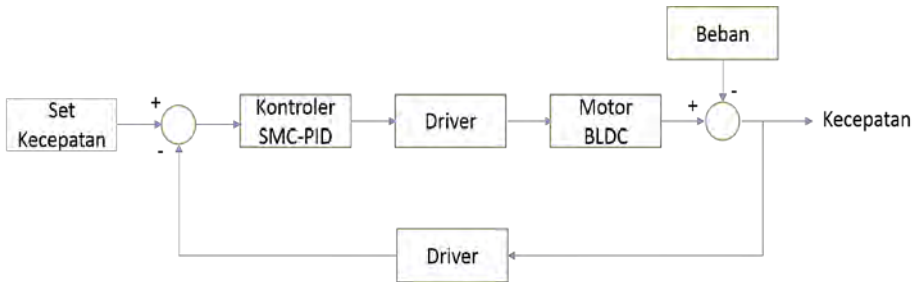 Beban
-
Set
Kecepatan
+
-
Kontroler
SMC-PID
Driver
Motor
BLDC
+
Kecepatan
Driver